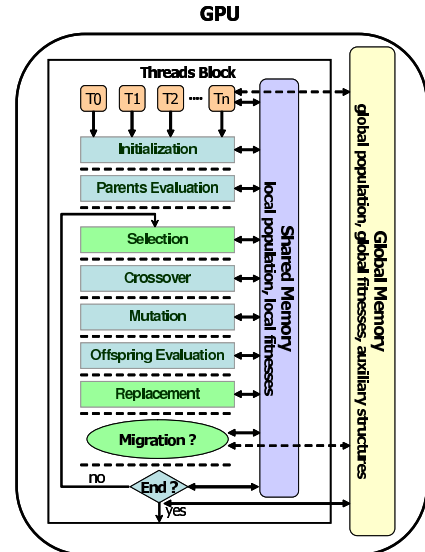 GPU
Threads Block
T0 T1 T2 ···· Tn
Initialization
Parents Evaluation
Selection
Crossover
Mutation
Offspring Evaluation
Replacement
Migration ?
no
End ?
yes
Shared Memory
local population, local fitnesses
Global Memory
global population, global fitnesses, auxiliary structures